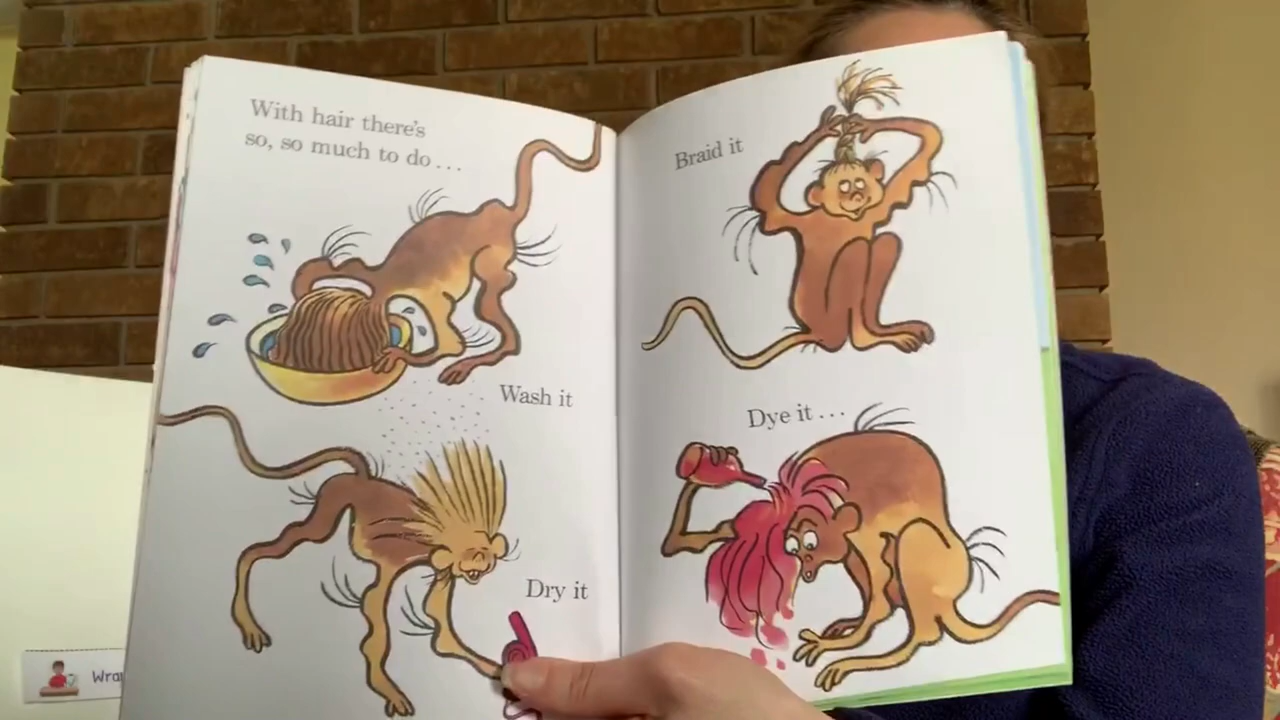 With hair there's
so, so much to do...
Wash it
Dry it
Braid it
Dye it...